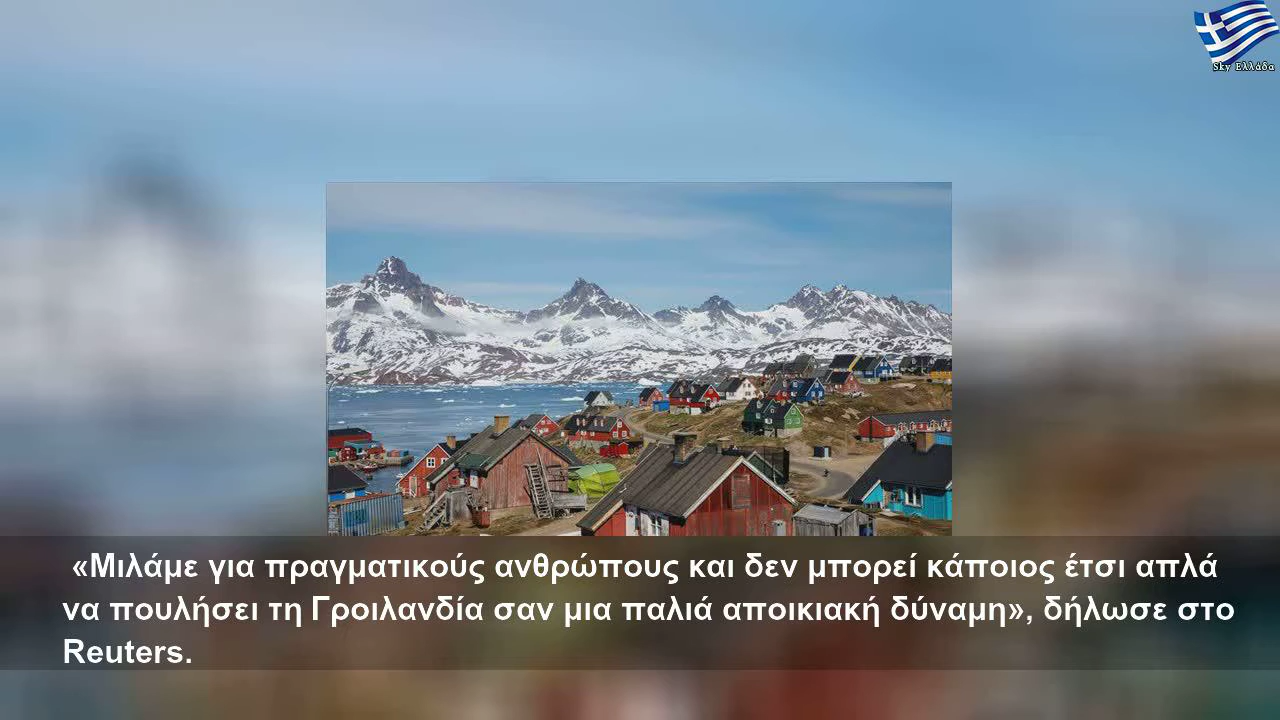 Sky Ελλάδα
«Μιλάμε για πραγματικούς ανθρώπους και δεν μπορεί κάποιος έτσι απλά
να πουλήσει τη Γροιλανδία σαν μια παλιά αποικιακή δύναμη», δήλωσε στο
Reuters.